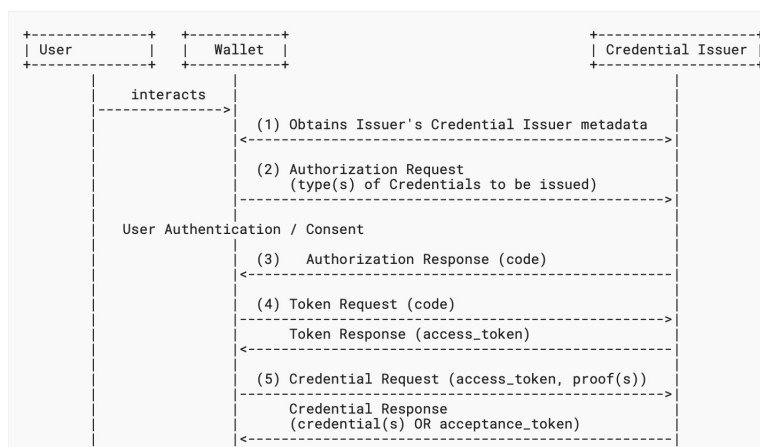 User Wallet Credential Issuer
interacts
(1) Obtains Issuer's Credential Issuer metadata
(2) Authorization Request
(type(s) of Credentials to be issued)
User Authentication / Consent
(3) Authorization Response (code)
(4) Token Request (code)
Token Response (access_token)
(5) Credential Request (access_token, proof(s))
Credential Response
(credential(s) OR acceptance_token)